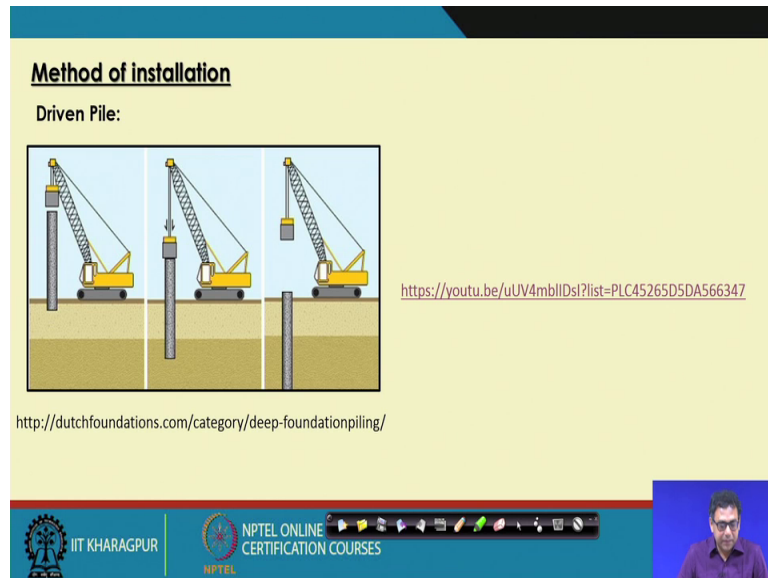 Method of installation
Driven Pile:
https://youtu.be/uUV4mblIDsI?list=PLC45265D5DA566347
http://dutchfoundations.com/category/deep-foundationpiling/
IIT KHARAGPUR
NPTEL
NPTEL ONLINE
CERTIFICATION COURSES